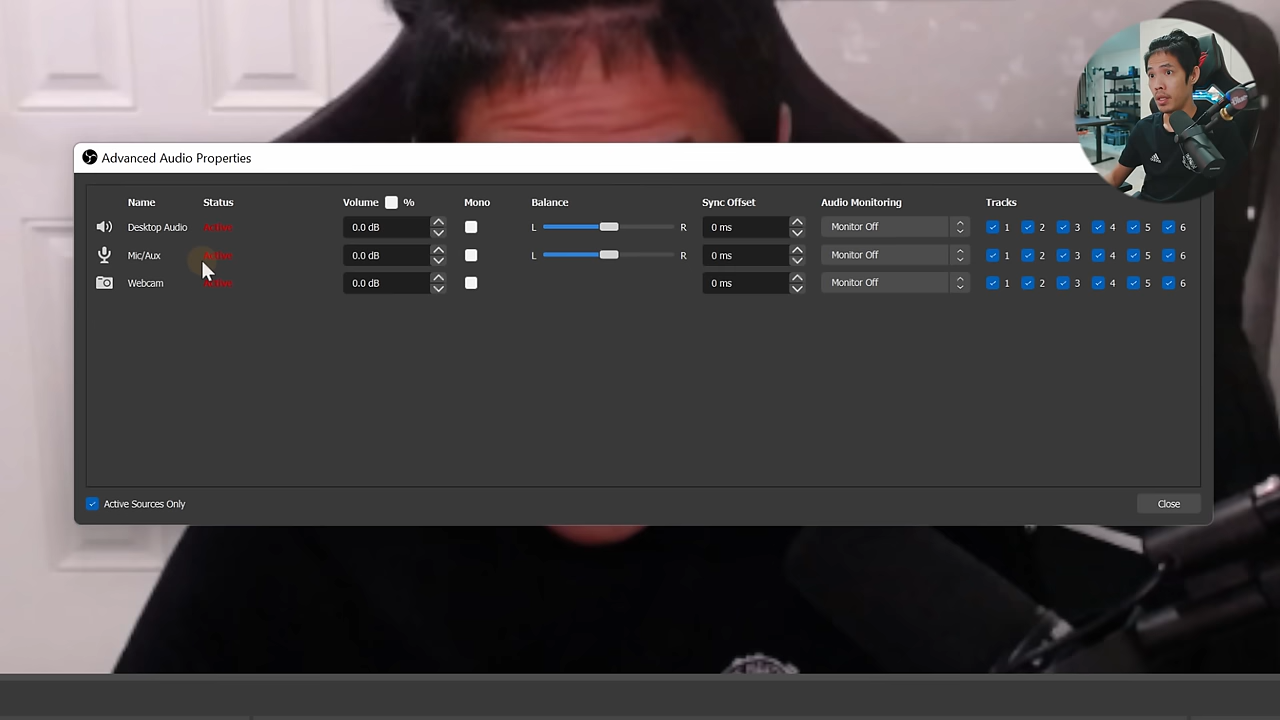 Advanced Audio Properties
Name Status Volume % Mono Balance Sync Offset Audio Monitoring Tracks
Desktop Audio Active 0.0 dB L R 0 ms Monitor Off 1 2 3 4 5 6
Mic/Aux Active 0.0 dB L R 0 ms Monitor Off 1 2 3 4 5 6
Webcam Active 0.0 dB 0 ms Monitor Off 1 2 3 4 5 6
Active Sources Only Close